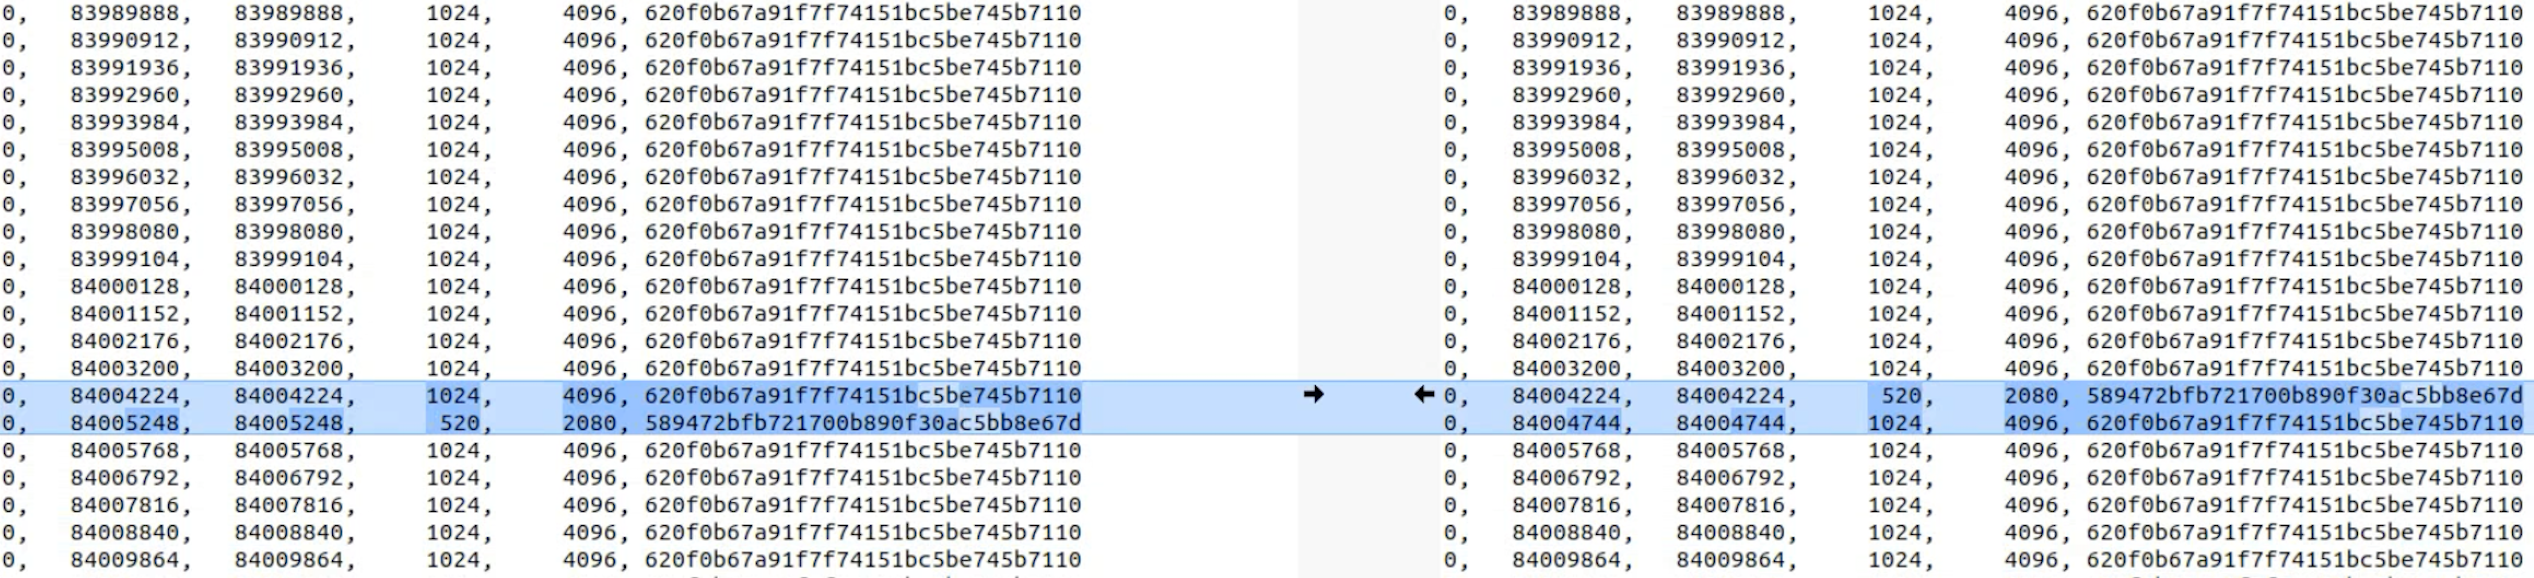 0, 83989888, 83989888, 1024, 4096, 620f0b67a91f7f74151bc5be745b7110 0, 83989888, 83989888, 1024, 4096, 620f0b67a91f7f74151bc5be745b7110
0, 83990912, 83990912, 1024, 4096, 620f0b67a91f7f74151bc5be745b7110 0, 83990912, 83990912, 1024, 4096, 620f0b67a91f7f74151bc5be745b7110
0, 83991936, 83991936, 1024, 4096, 620f0b67a91f7f74151bc5be745b7110 0, 83991936, 83991936, 1024, 4096, 620f0b67a91f7f74151bc5be745b7110
0, 83992960, 83992960, 1024, 4096, 620f0b67a91f7f74151bc5be745b7110 0, 83992960, 83992960, 1024, 4096, 620f0b67a91f7f74151bc5be745b7110
0, 83993984, 83993984, 1024, 4096, 620f0b67a91f7f74151bc5be745b7110 0, 83993984, 83993984, 1024, 4096, 620f0b67a91f7f74151bc5be745b7110
0, 83995008, 83995008, 1024, 4096, 620f0b67a91f7f74151bc5be745b7110 0, 83995008, 83995008, 1024, 4096, 620f0b67a91f7f74151bc5be745b7110
0, 83996032, 83996032, 1024, 4096, 620f0b67a91f7f74151bc5be745b7110 0, 83996032, 83996032, 1024, 4096, 620f0b67a91f7f74151bc5be745b7110
0, 83997056, 83997056, 1024, 4096, 620f0b67a91f7f74151bc5be745b7110 0, 83997056, 83997056, 1024, 4096, 620f0b67a91f7f74151bc5be745b7110
0, 83998080, 83998080, 1024, 4096, 620f0b67a91f7f74151bc5be745b7110 0, 83998080, 83998080, 1024, 4096, 620f0b67a91f7f74151bc5be745b7110
0, 83999104, 83999104, 1024, 4096, 620f0b67a91f7f74151bc5be745b7110 0, 83999104, 83999104, 1024, 4096, 620f0b67a91f7f74151bc5be745b7110
0, 84000128, 84000128, 1024, 4096, 620f0b67a91f7f74151bc5be745b7110 0, 84000128, 84000128, 1024, 4096, 620f0b67a91f7f74151bc5be745b7110
0, 84001152, 84001152, 1024, 4096, 620f0b67a91f7f74151bc5be745b7110 0, 84001152, 84001152, 1024, 4096, 620f0b67a91f7f74151bc5be745b7110
0, 84002176, 84002176, 1024, 4096, 620f0b67a91f7f74151bc5be745b7110 0, 84002176, 84002176, 1024, 4096, 620f0b67a91f7f74151bc5be745b7110
0, 84003200, 84003200, 1024, 4096, 620f0b67a91f7f74151bc5be745b7110 0, 84003200, 84003200, 1024, 4096, 620f0b67a91f7f74151bc5be745b7110
0, 84004224, 84004224, 1024, 4096, 620f0b67a91f7f74151bc5be745b7110 0, 84004224, 84004224, 520, 2080, 589472bfb721700b890f30ac5bb8e67d
0, 84005248, 84005248, 520, 2080, 589472bfb721700b890f30ac5bb8e67d 0, 84004744, 84004744, 1024, 4096, 620f0b67a91f7f74151bc5be745b7110
0, 84005768, 84005768, 1024, 4096, 620f0b67a91f7f74151bc5be745b7110 0, 84005768, 84005768, 1024, 4096, 620f0b67a91f7f74151bc5be745b7110
0, 84006792, 84006792, 1024, 4096, 620f0b67a91f7f74151bc5be745b7110 0, 84006792, 84006792, 1024, 4096, 620f0b67a91f7f74151bc5be745b7110
0, 84007816, 84007816, 1024, 4096, 620f0b67a91f7f74151bc5be745b7110 0, 84007816, 84007816, 1024, 4096, 620f0b67a91f7f74151bc5be745b7110
0, 84008840, 84008840, 1024, 4096, 620f0b67a91f7f74151bc5be745b7110 0, 84008840, 84008840, 1024, 4096, 620f0b67a91f7f74151bc5be745b7110
0, 84009864, 84009864, 1024, 4096, 620f0b67a91f7f74151bc5be745b7110 0, 84009864, 84009864, 1024, 4096, 620f0b67a91f7f74151bc5be745b7110